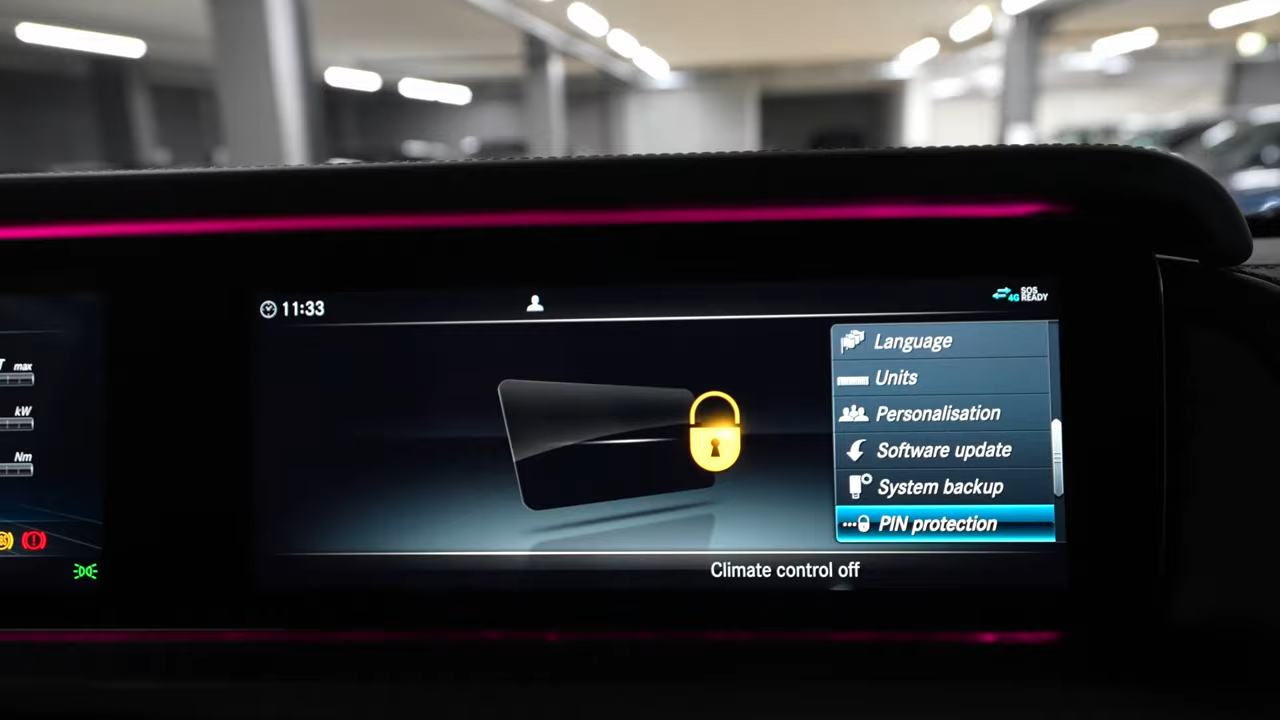 11:33
4G
SOS
READY
max
kW
Nm
Language
Units
Personalisation
Software update
System backup
PIN protection
Climate control off